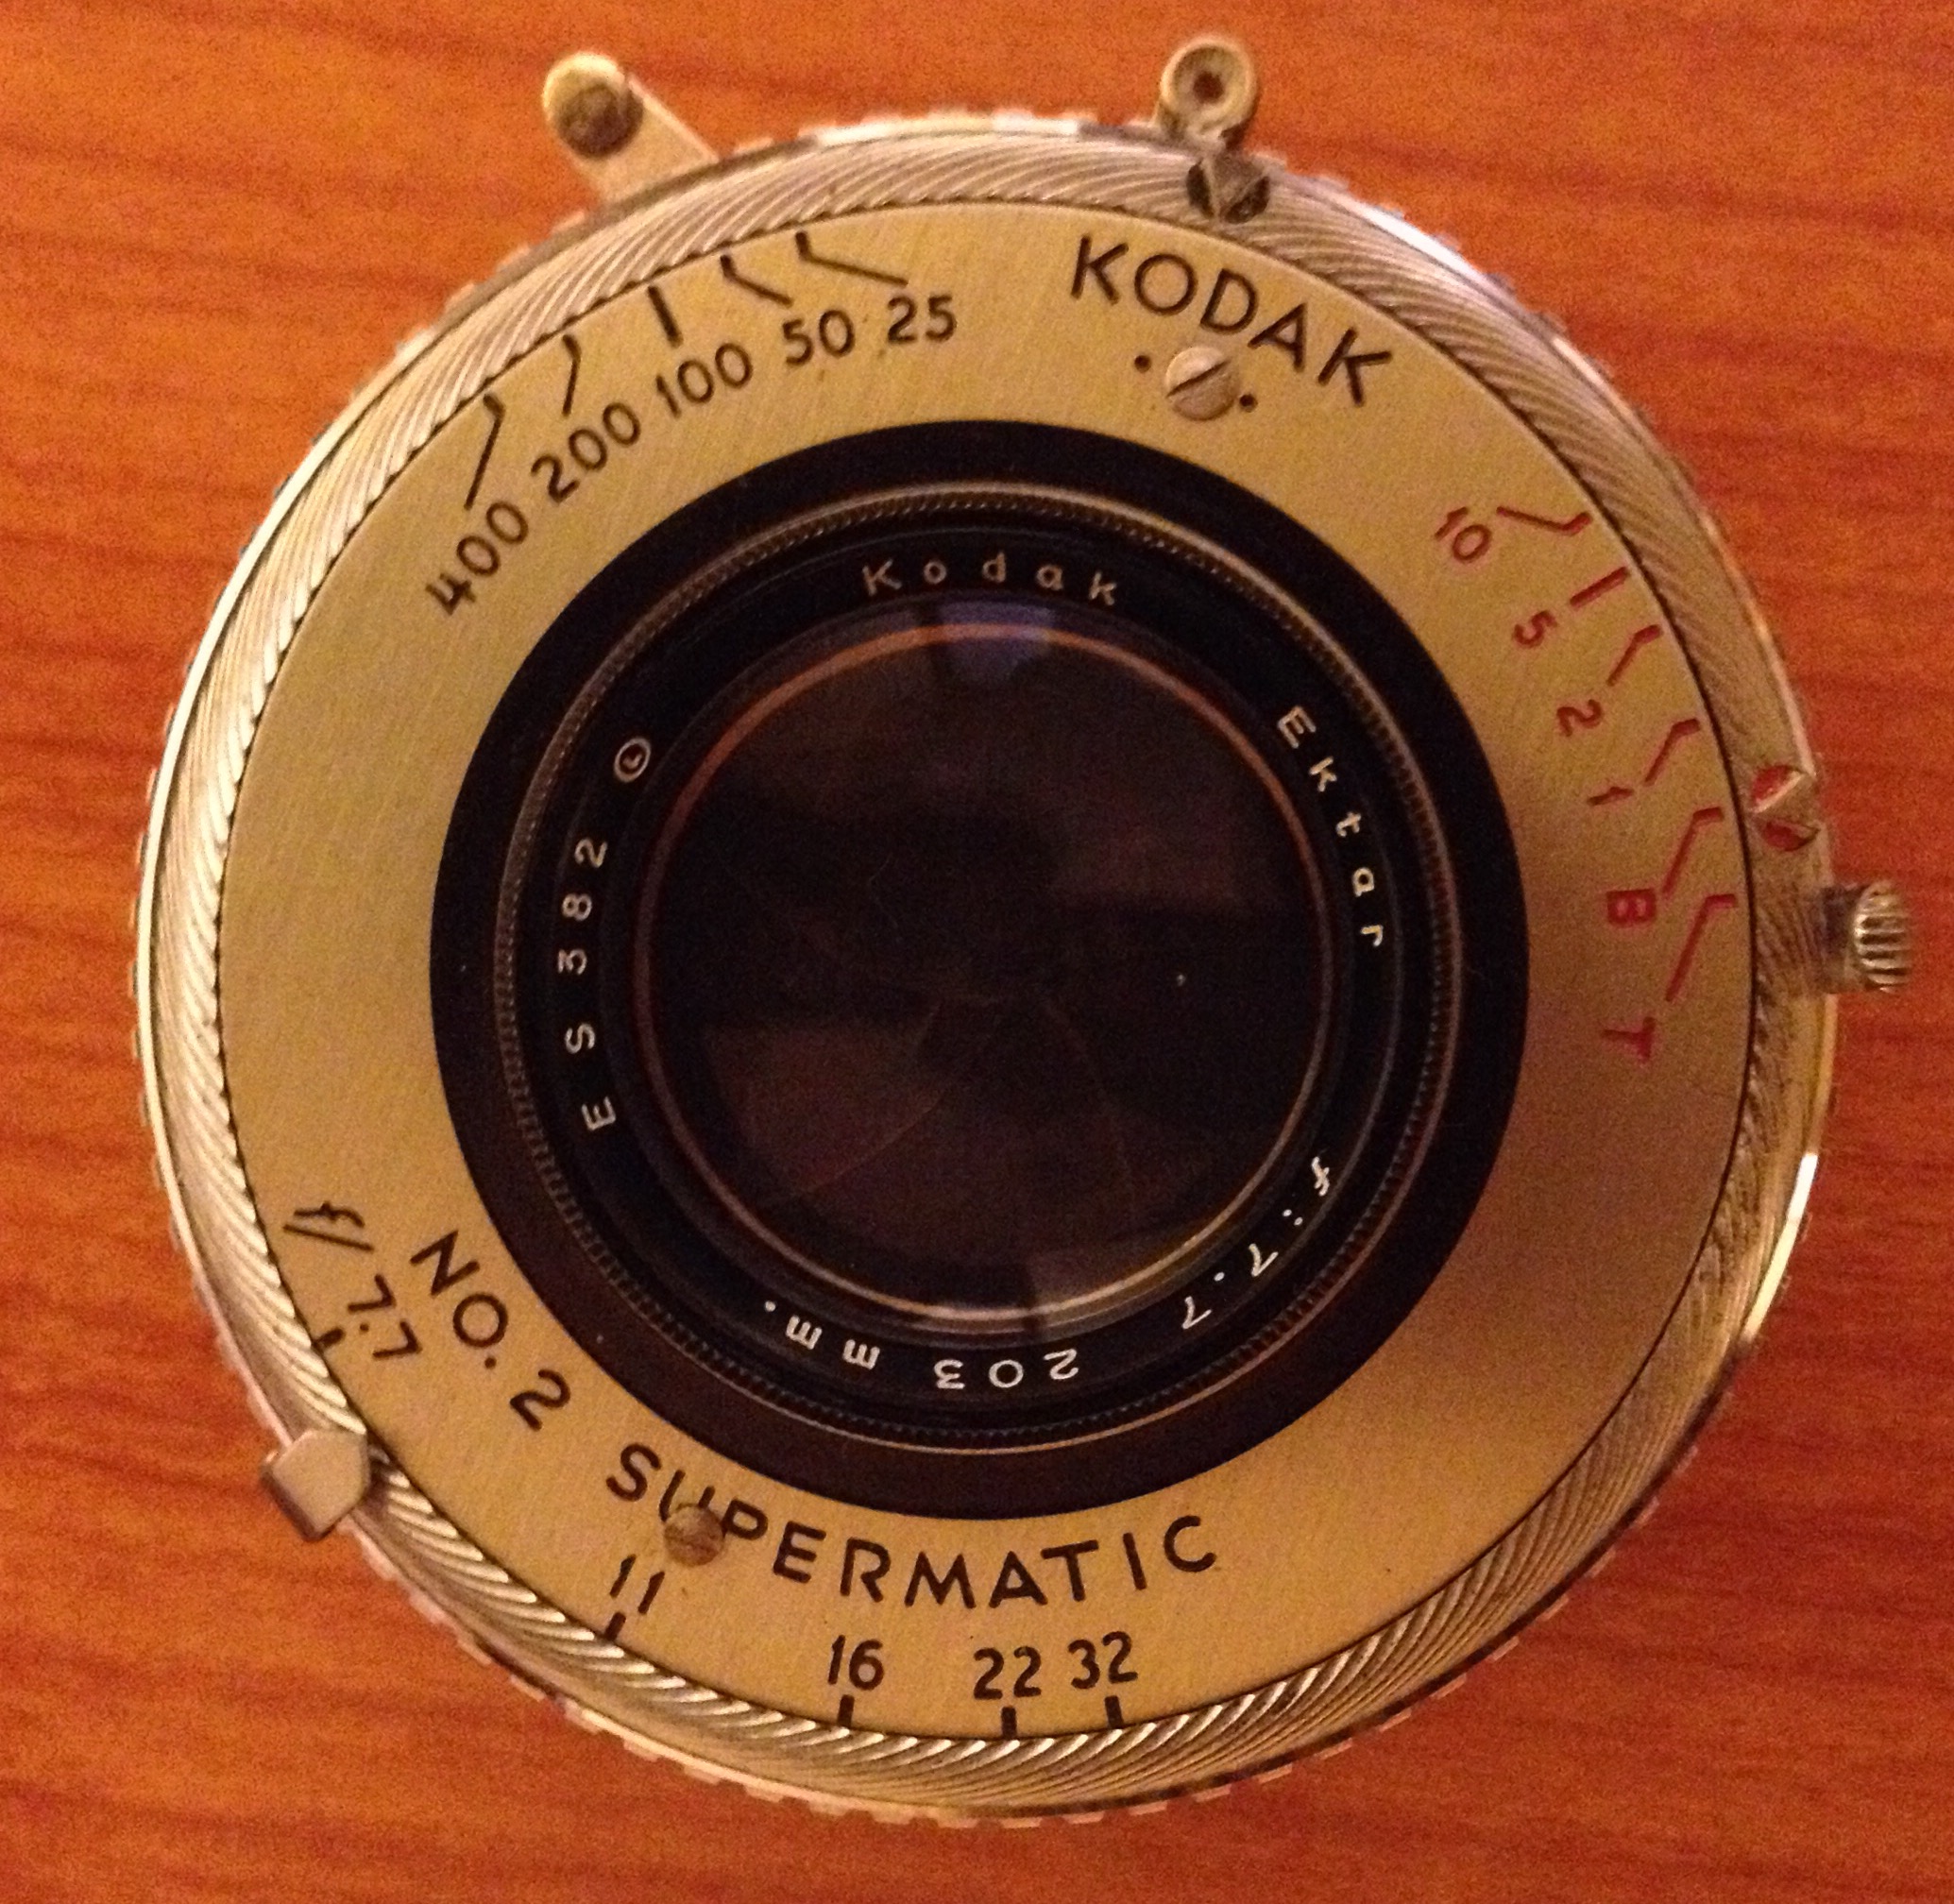 KODAK
400 200 100 50 25
10 5 2 1 B T
Kodak Ektar f:7.7 203 mm.
ES 382 Ⓛ
f/7.7 11 16 22 32
NO. 2 SUPERMATIC